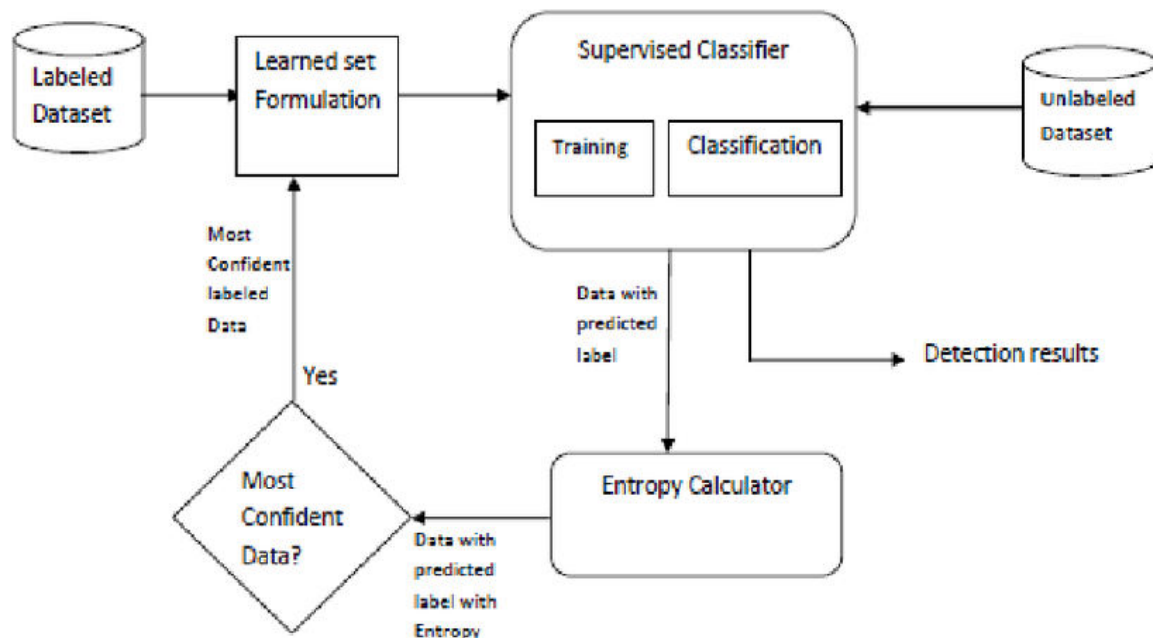 Labeled
Dataset
Learned set
Formulation
Supervised Classifier
Training
Classification
Unlabeled
Dataset
Most
Confident
labeled
Data
Data with
predicted
label
Detection results
Yes
Most
Confident
Data?
Entropy Calculator
Data with
predicted
label with
Entropy